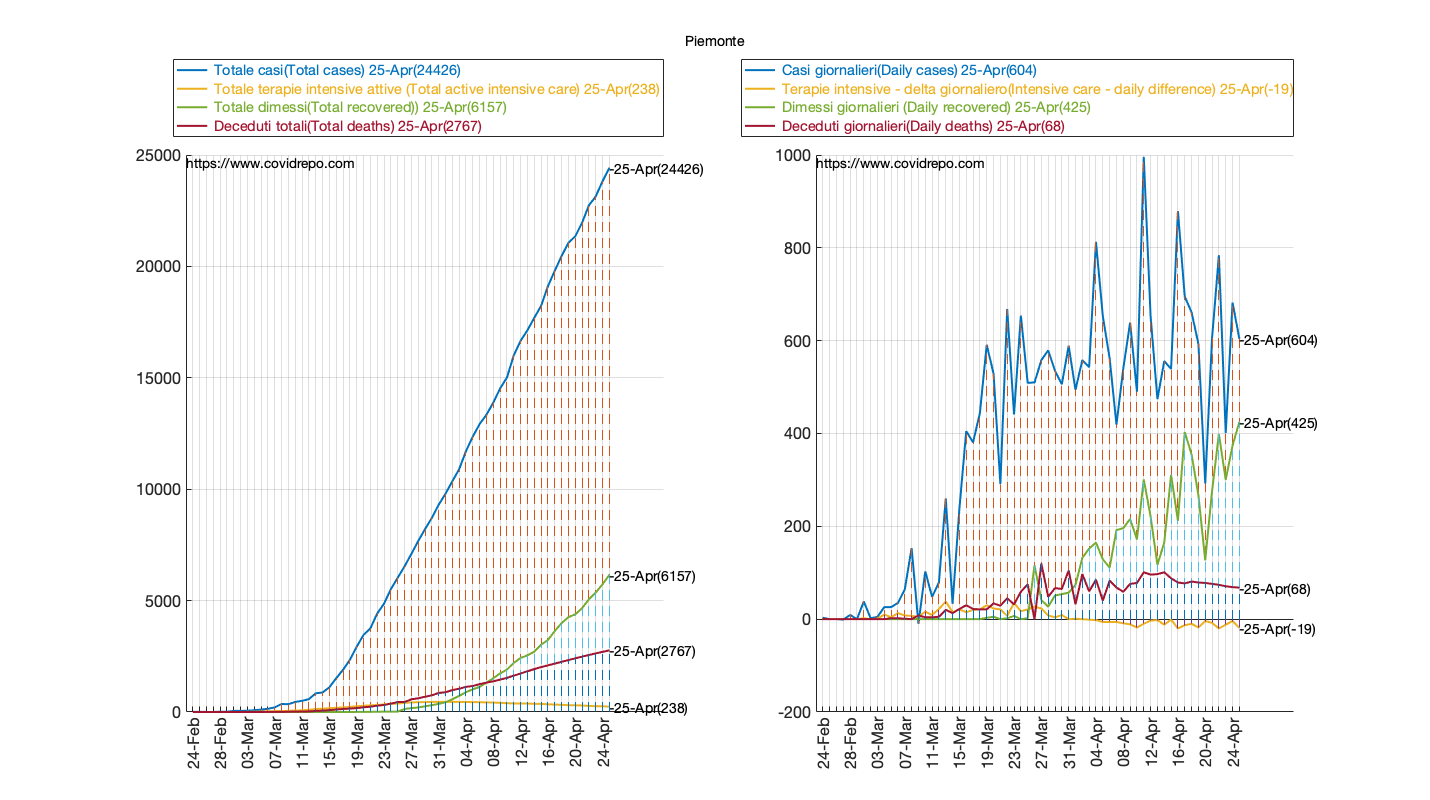 Piemonte
Totale casi(Total cases) 25-Apr(24426)
Totale terapie intensive attive (Total active intensive care) 25-Apr(238)
Totale dimessi(Total recovered)) 25-Apr(6157)
Deceduti totali(Total deaths) 25-Apr(2767)
25000
https://www.covidrepo.com
25-Apr(24426)
20000
15000
10000
5000
25-Apr(6157)
25-Apr(2767)
0
25-Apr(238)
24-Feb
28-Feb
03-Mar
07-Mar
11-Mar
15-Mar
19-Mar
23-Mar
27-Mar
31-Mar
04-Apr
08-Apr
12-Apr
16-Apr
20-Apr
24-Apr
Casi giornalieri(Daily cases) 25-Apr(604)
Terapie intensive - delta giornaliero(Intensive care - daily difference) 25-Apr(-19)
Dimessi giornalieri (Daily recovered) 25-Apr(425)
Deceduti giornalieri(Daily deaths) 25-Apr(68)
1000
https://www.covidrepo.com
800
600
25-Apr(604)
400
25-Apr(425)
200
25-Apr(68)
0
25-Apr(-19)
-200
24-Feb
28-Feb
03-Mar
07-Mar
11-Mar
15-Mar
19-Mar
23-Mar
27-Mar
31-Mar
04-Apr
08-Apr
12-Apr
16-Apr
20-Apr
24-Apr